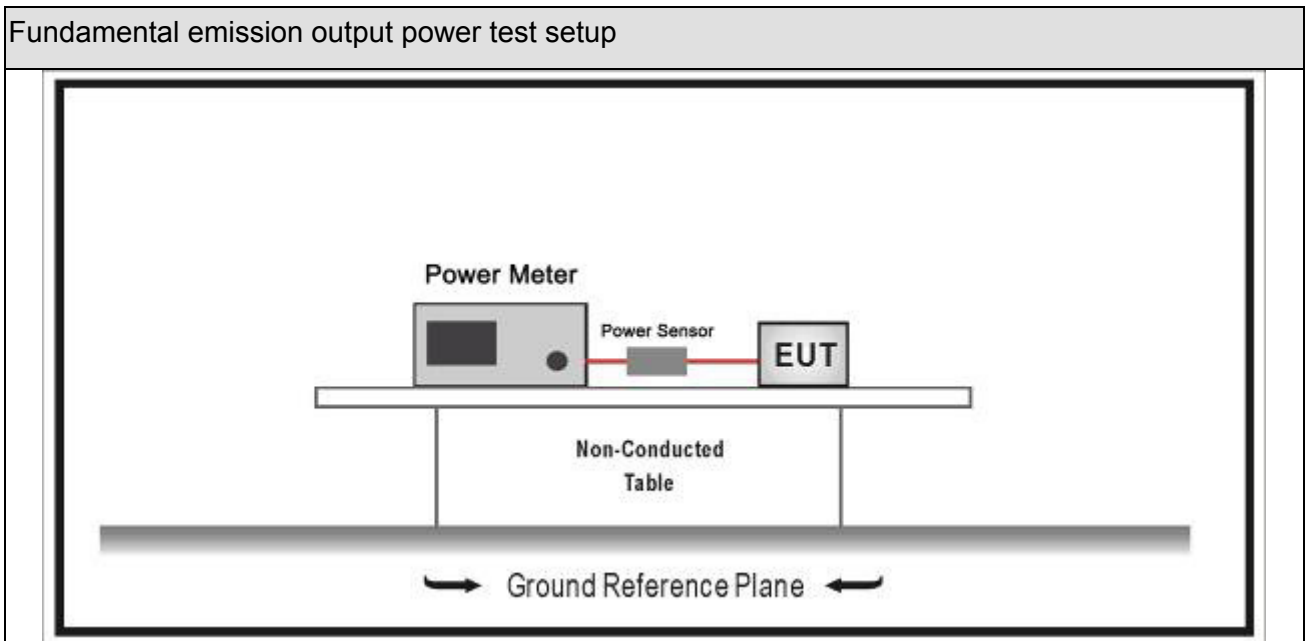 Fundamental emission output power test setup
Power Meter
Power Sensor
EUT
Non-Conducted
Table
Ground Reference Plane